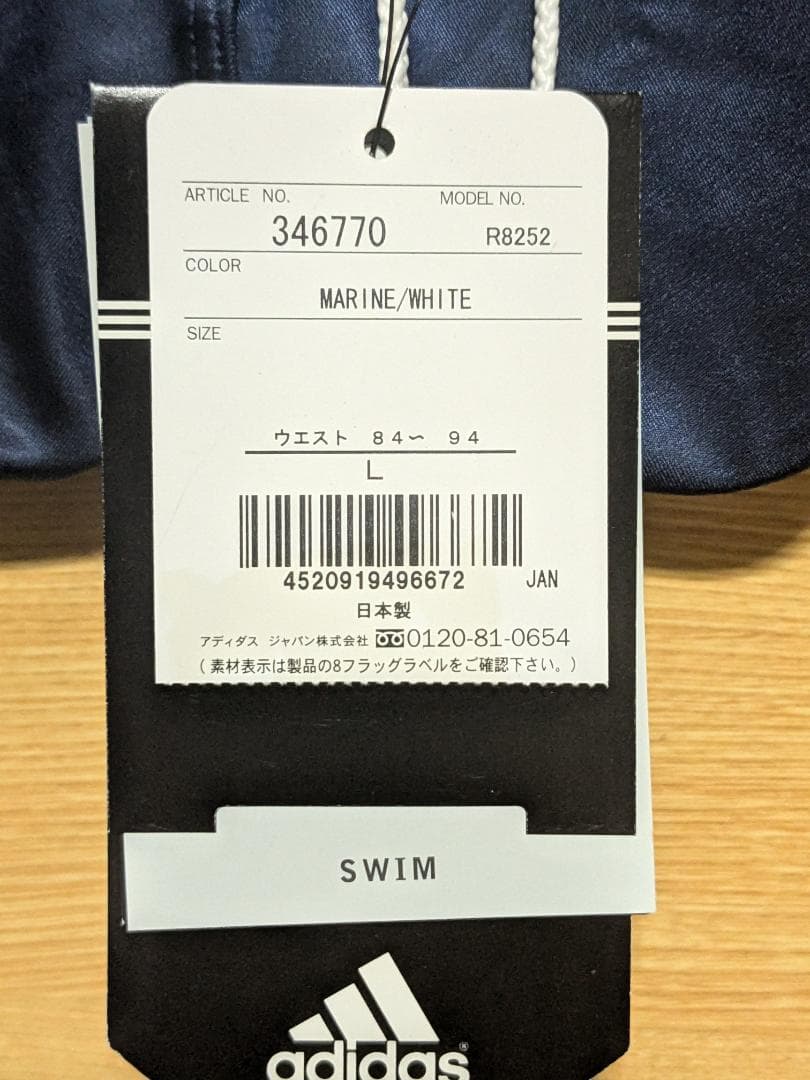 ARTICLE NO. MODEL NO.
346770 R8252
COLOR
MARINE/WHITE
SIZE
ウエスト 84〜 94
L
4520919496672 JAN
日本製
アディダス ジャパン株式会社 0120-81-0654
(素材表示は製品の8フラッグラベルをご確認下さい。)
SWIM
adidas®